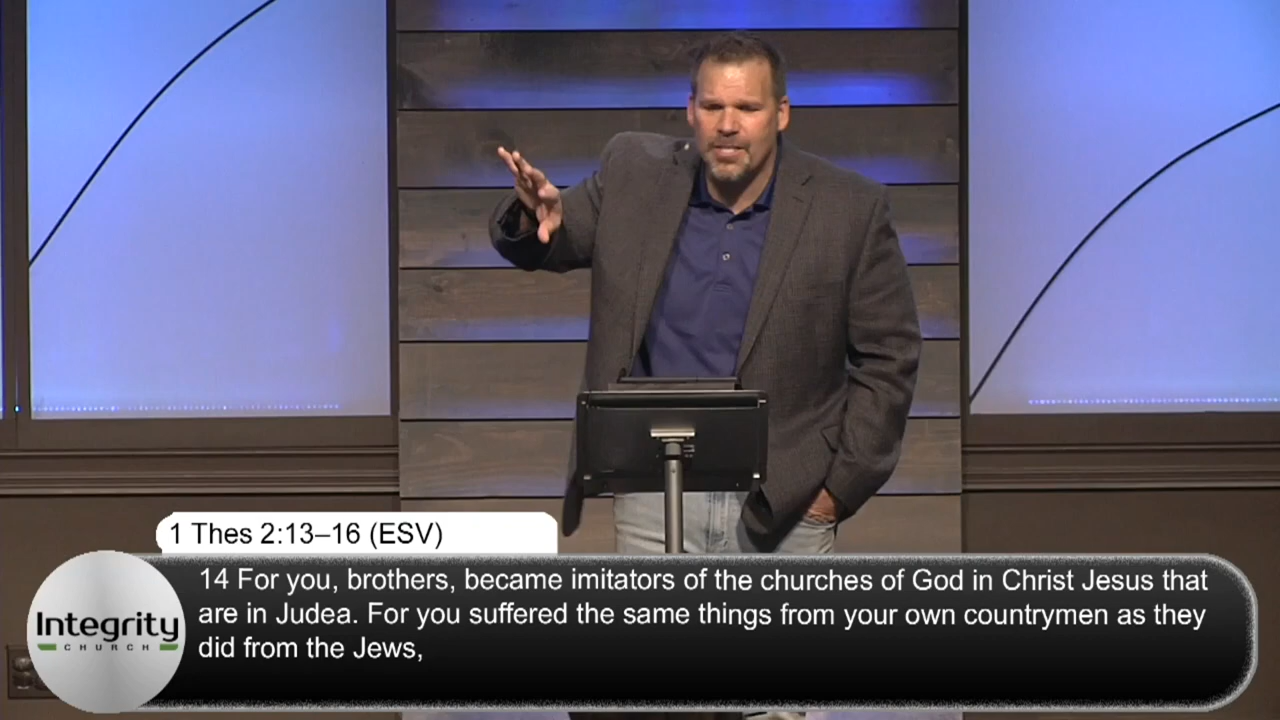 1 Thes 2:13–16 (ESV)
14 For you, brothers, became imitators of the churches of God in Christ Jesus that
are in Judea. For you suffered the same things from your own countrymen as they
did from the Jews,
Integrity
CHURCH